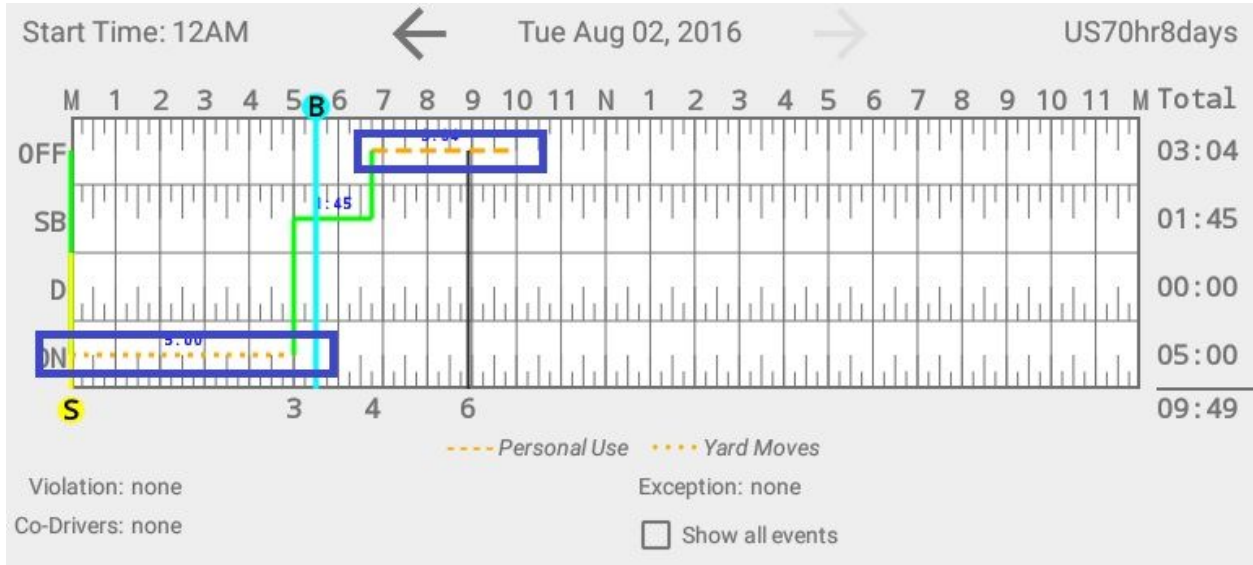 Start Time: 12AM Tue Aug 02, 2016 US70hr8days
M 1 2 3 4 5 B 6 7 8 9 10 11 N 1 2 3 4 5 6 7 8 9 10 11 M Total
OFF 03:04
SB 1:45 01:45
D 00:00
5:00
ON 05:00
S 3 4 6 09:49
Personal Use Yard Moves
Violation: none Exception: none
Co-Drivers: none Show all events